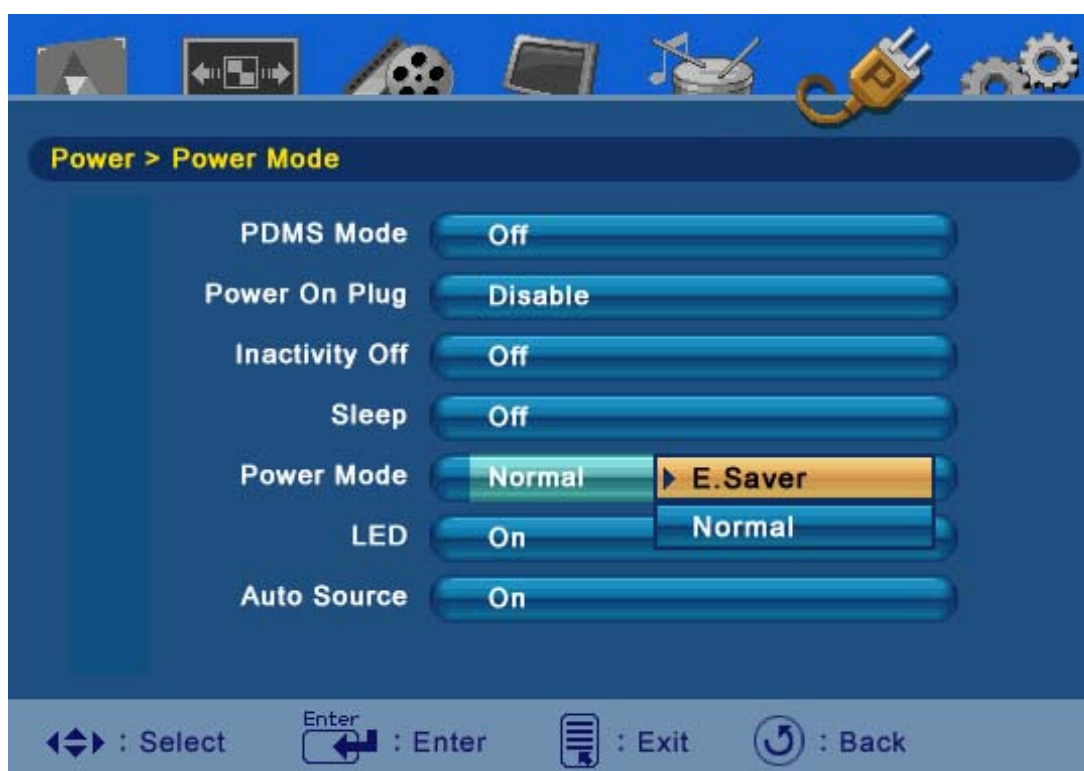 Power > Power Mode
PDMS Mode Off
Power On Plug Disable
Inactivity Off Off
Sleep Off
Power Mode Normal E.Saver
Normal
LED On
Auto Source On
: Select Enter : Enter : Exit : Back